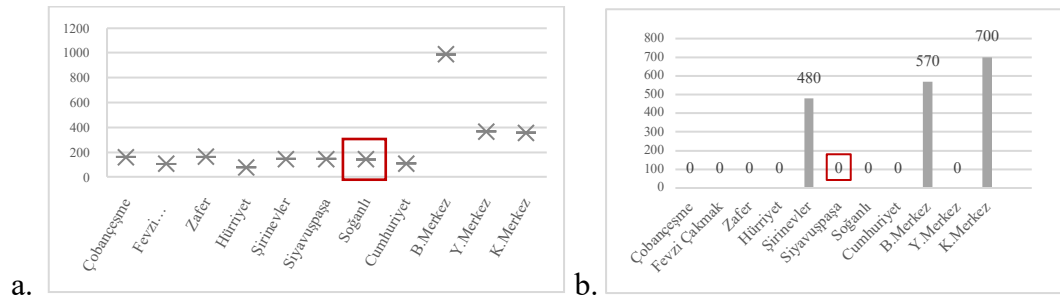 1200
1000
800
600
400
200
0
Çobançeşme
Fevzi…
Zafer
Hürriyet
Şirinevler
Siyavuşpaşa
Soğanlı
Cumhuriyet
B.Merkez
Y.Merkez
K.Merkez
a.
800
700
600
500
400
300
200
100
0
0 0 0 0 480 0 0 0 570 0 700
Çobançeşme
Fevzi Çakmak
Zafer
Hürriyet
Şirinevler
Siyavuşpaşa
Soğanlı
Cumhuriyet
B.Merkez
Y.Merkez
K.Merkez
b.